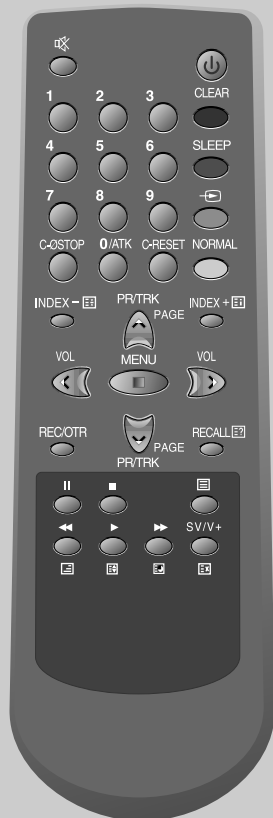 CLEAR
1 2 3
4 5 6 SLEEP
7 8 9
C-ØSTOP 0/ATK C-RESET NORMAL
INDEX – PR/TRK INDEX +
PAGE
VOL MENU VOL
REC/OTR PAGE RECALL
PR/TRK
SV/V+